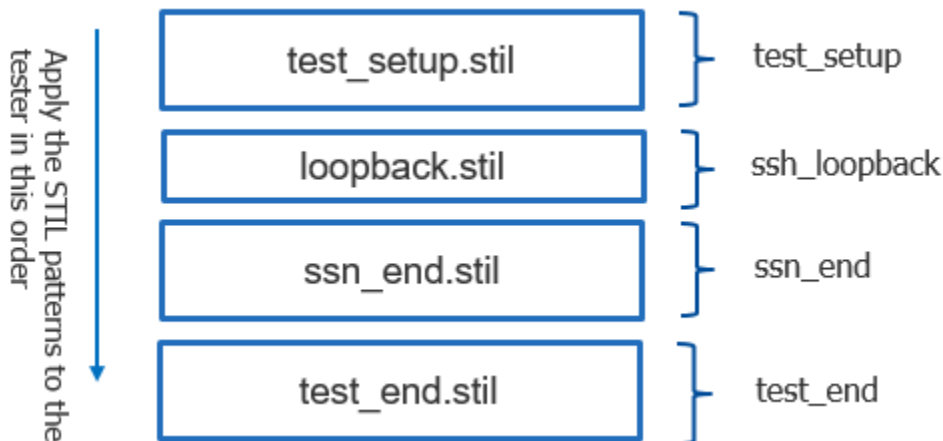 Apply the STIL patterns to the
tester in this order
test_setup.stil
test_setup
loopback.stil
ssh_loopback
ssn_end.stil
ssn_end
test_end.stil
test_end